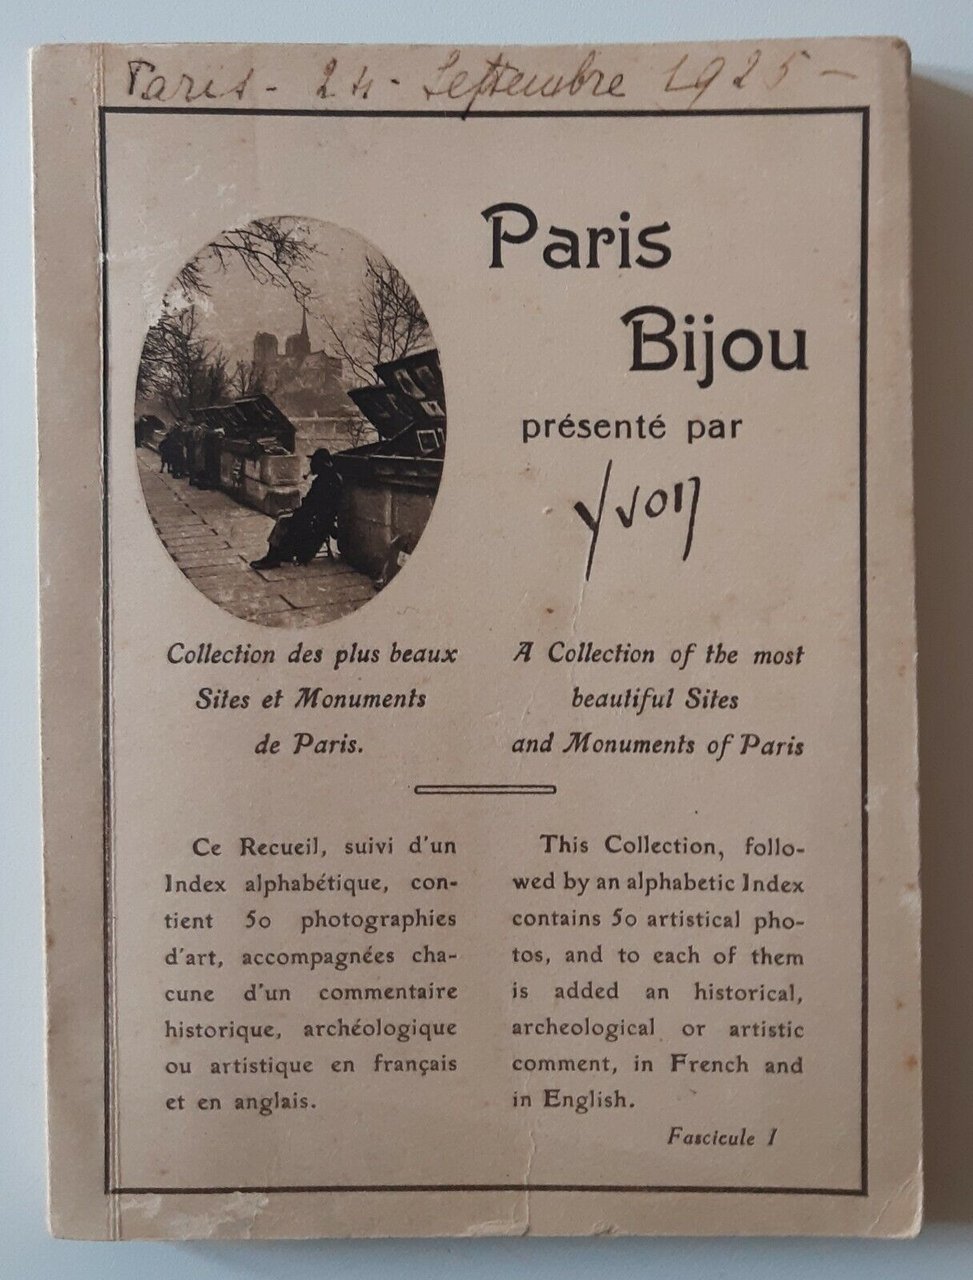 Paris - 24 - Septembre 1925 -
Paris
Bijou
présenté par
yvon
Collection des plus beaux
Sites et Monuments
de Paris.
A Collection of the most
beautiful Sites
and Monuments of Paris
Ce Recueil, suivi d'un
Index alphabétique, con-
tient 50 photographies
d'art, accompagnées cha-
cune d'un commentaire
historique, archéologique
ou artistique en français
et en anglais.
This Collection, follo-
wed by an alphabetic Index
contains 50 artistical pho-
tos, and to each of them
is added an historical,
archeological or artistic
comment, in French and
in English.
Fascicule I